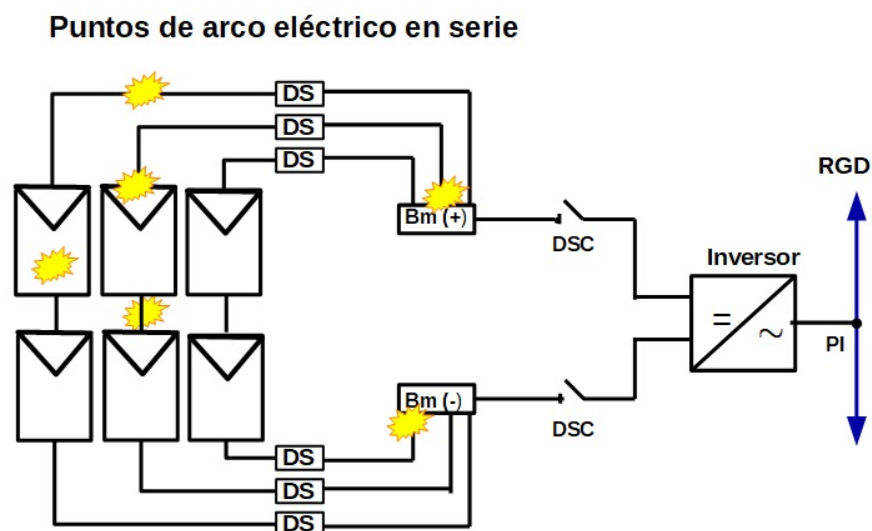 Puntos de arco eléctrico en serie
DS
DS
DS
RGD
Bm (+)
DSC
Inversor
=
~
PI
Bm (-)
DSC
DS
DS
DS